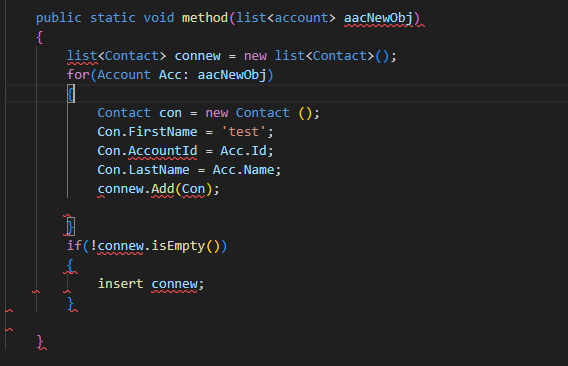 public static void method(list<account> aacNewObj)
{
list<Contact> connew = new list<Contact>();
for(Account Acc: aacNewObj)
{
Contact con = new Contact ();
Con.FirstName = 'test';
Con.AccountId = Acc.Id;
Con.LastName = Acc.Name;
connew.Add(Con);
}
if(!connew.isEmpty())
{
insert connew;
}
}